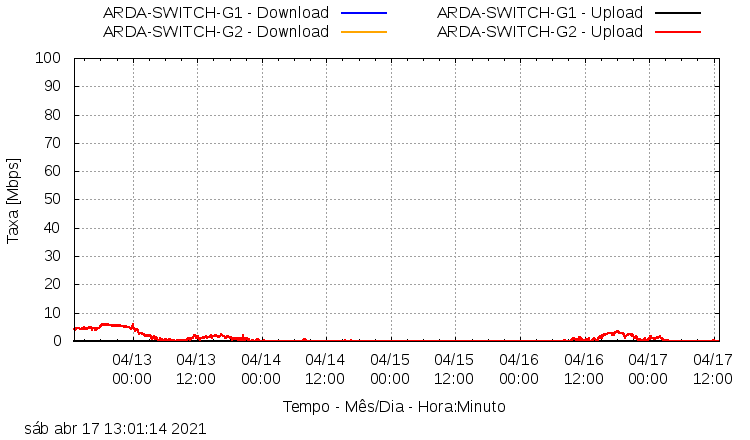 ARDA-SWITCH-G1 - Download ARDA-SWITCH-G1 - Upload
ARDA-SWITCH-G2 - Download ARDA-SWITCH-G2 - Upload
100
90
80
70
60
50
40
30
20
10
0
Taxa [Mbps]
04/13 04/13 04/14 04/14 04/15 04/15 04/16 04/16 04/17 04/17
00:00 12:00 00:00 12:00 00:00 12:00 00:00 12:00 00:00 12:00
Tempo - Mês/Dia - Hora:Minuto
sáb abr 17 13:01:14 2021